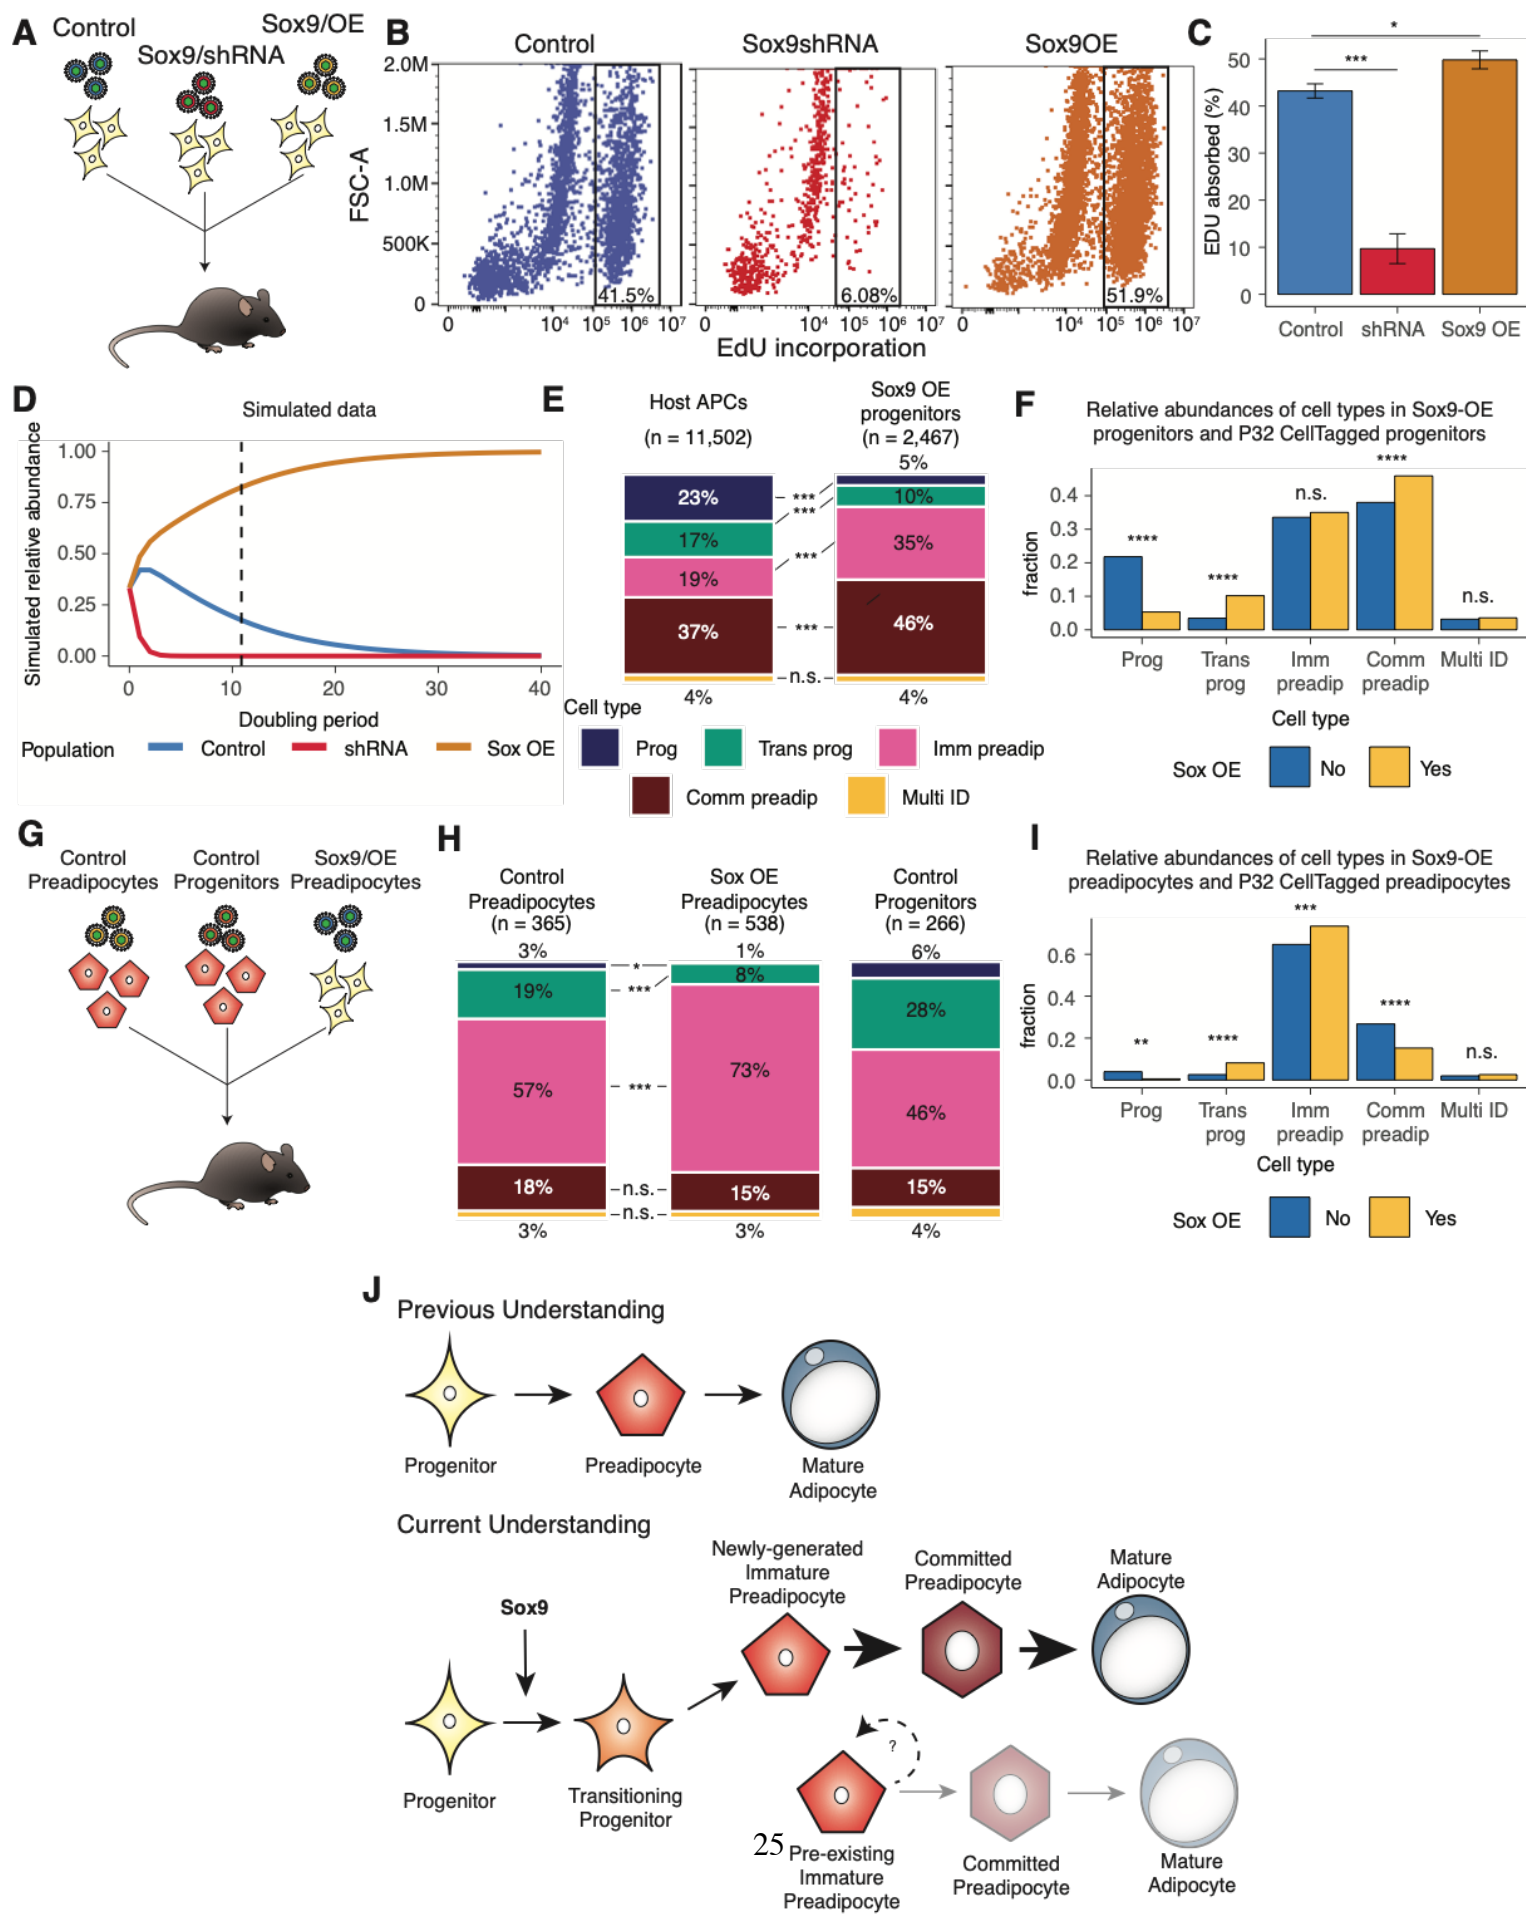 A
Control
Sox9/shRNA
Sox9/OE
B
Control
Sox9shRNA
Sox9OE
FSC-A
2.0M
1.5M
1.0M
500K
0
41.5%
6.08%
51.9%
0 10⁴ 10⁵ 10⁶ 10⁷
0 10⁴ 10⁵ 10⁶ 10⁷
0 10⁴ 10⁵ 10⁶ 10⁷
EdU incorporation
C
*
***
EDU absorbed (%)
50
40
30
20
10
0
Control shRNA Sox9 OE
D
Simulated data
Simulated relative abundance
1.00
0.75
0.50
0.25
0.00
0 10 20 30 40
Doubling period
Population Control shRNA Sox OE
E
Host APCs
(n = 11,502)
Sox9 OE
progenitors
(n = 2,467)
5%
23%
17%
19%
37%
4%
10%
35%
46%
4%
***
***
***
***
n.s.
Cell type
Prog Trans prog Imm preadip
Comm preadip Multi ID
F
Relative abundances of cell types in Sox9-OE
progenitors and P32 CellTagged progenitors
fraction
0.4
0.3
0.2
0.1
0.0
****
****
n.s.
****
n.s.
Prog Trans prog Imm preadip Comm preadip Multi ID
Cell type
Sox OE No Yes
G
Control
Preadipocytes
Control
Progenitors
Sox9/OE
Preadipocytes
H
Control
Preadipocytes
(n = 365)
3%
19%
57%
18%
3%
Sox OE
Preadipocytes
(n = 538)
1%
8%
73%
15%
3%
Control
Progenitors
(n = 266)
6%
28%
46%
15%
4%
*
***
***
n.s.
n.s.
I
Relative abundances of cell types in Sox9-OE
preadipocytes and P32 CellTagged preadipocytes
fraction
0.6
0.4
0.2
0.0
**
****
***
****
n.s.
Prog Trans prog Imm preadip Comm preadip Multi ID
Cell type
Sox OE No Yes
J
Previous Understanding
Progenitor
Preadipocyte
Mature
Adipocyte
Current Understanding
Sox9
Progenitor
Transitioning
Progenitor
Newly-generated
Immature
Preadipocyte
Committed
Preadipocyte
Mature
Adipocyte
?
25
Pre-existing
Immature
Preadipocyte
Committed
Preadipocyte
Mature
Adipocyte